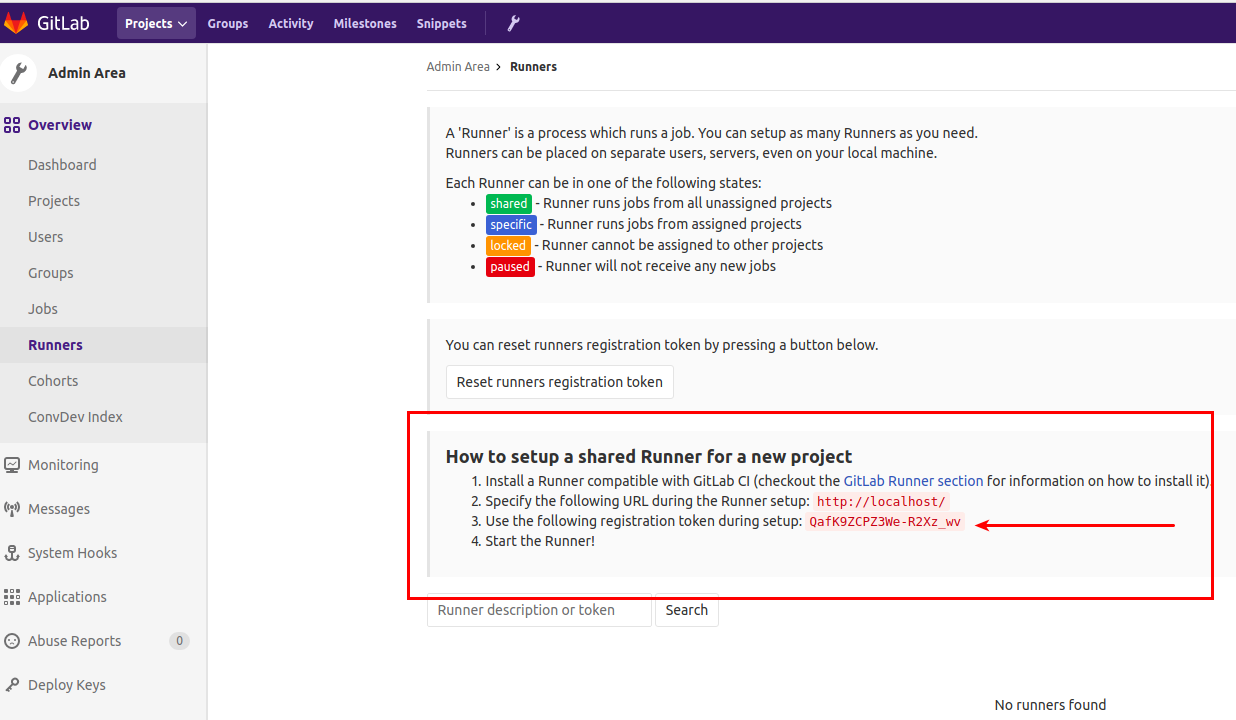 GitLab Projects Groups Activity Milestones Snippets
Admin Area
Overview
Dashboard
Projects
Users
Groups
Jobs
Runners
Cohorts
ConvDev Index
Monitoring
Messages
System Hooks
Applications
Abuse Reports 0
Deploy Keys
Admin Area › Runners
A 'Runner' is a process which runs a job. You can setup as many Runners as you need.
Runners can be placed on separate users, servers, even on your local machine.
Each Runner can be in one of the following states:
• shared - Runner runs jobs from all unassigned projects
• specific - Runner runs jobs from assigned projects
• locked - Runner cannot be assigned to other projects
• paused - Runner will not receive any new jobs
You can reset runners registration token by pressing a button below.
Reset runners registration token
How to setup a shared Runner for a new project
1. Install a Runner compatible with GitLab CI (checkout the GitLab Runner section for information on how to install it).
2. Specify the following URL during the Runner setup: http://localhost/
3. Use the following registration token during setup: QafK9ZCPZ3We-R2Xz_wv
4. Start the Runner!
Runner description or token Search
No runners found